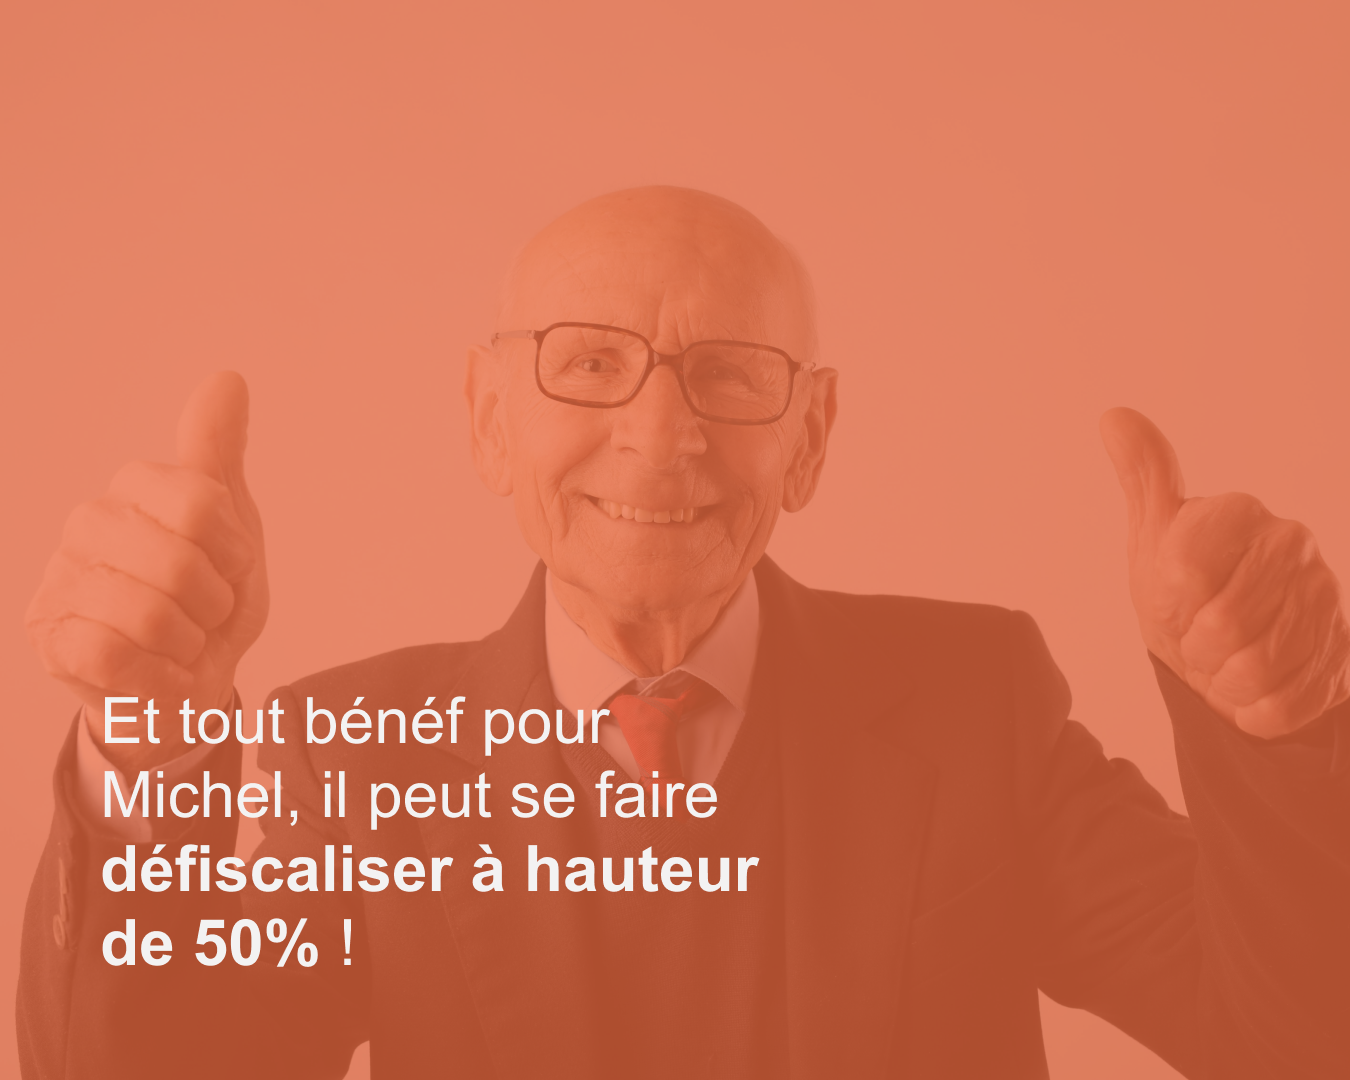 Et tout bénéf pour
Michel, il peut se faire
défiscaliser à hauteur
de 50% !